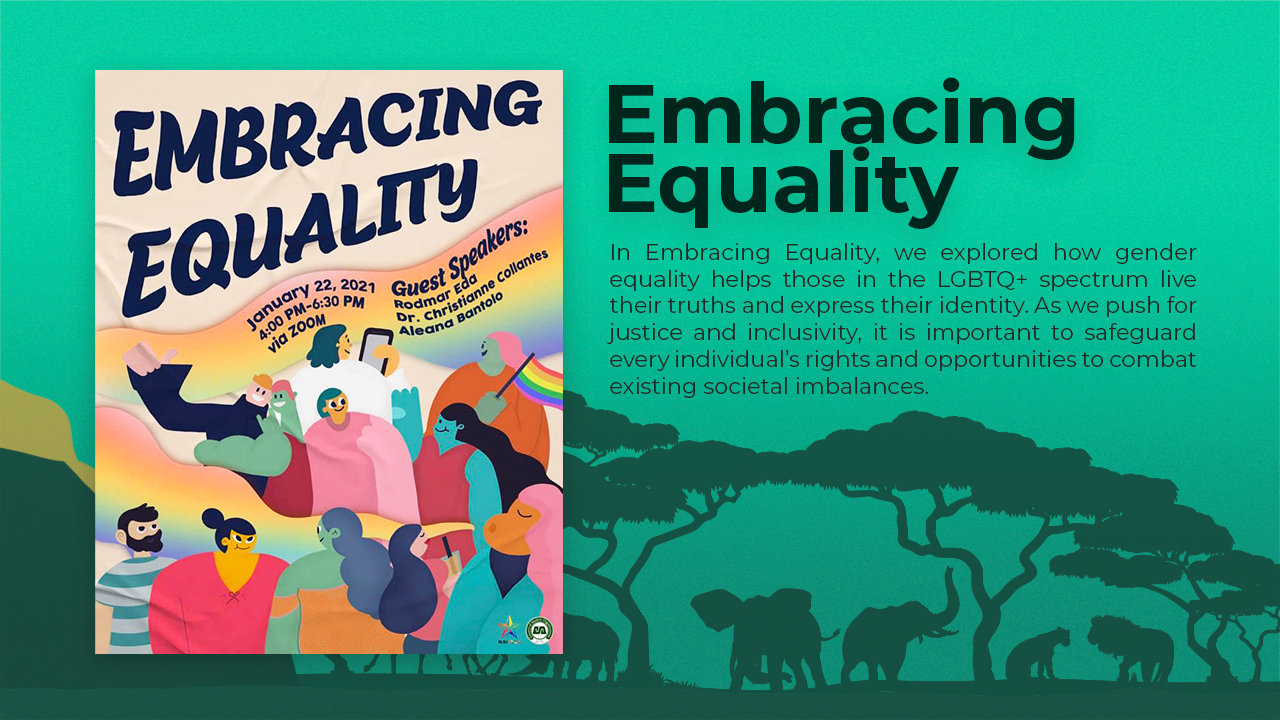 EMBRACING
EQUALITY
January 22, 2021
4:00 PM-6:30 PM
via ZOOM
Guest Speakers:
Rodmar Eda
Dr. Christianne Collantes
Aleana Bantolo
Embracing
Equality
In Embracing Equality, we explored how gender
equality helps those in the LGBTQ+ spectrum live
their truths and express their identity. As we push for
justice and inclusivity, it is important to safeguard
every individual’s rights and opportunities to combat
existing societal imbalances.